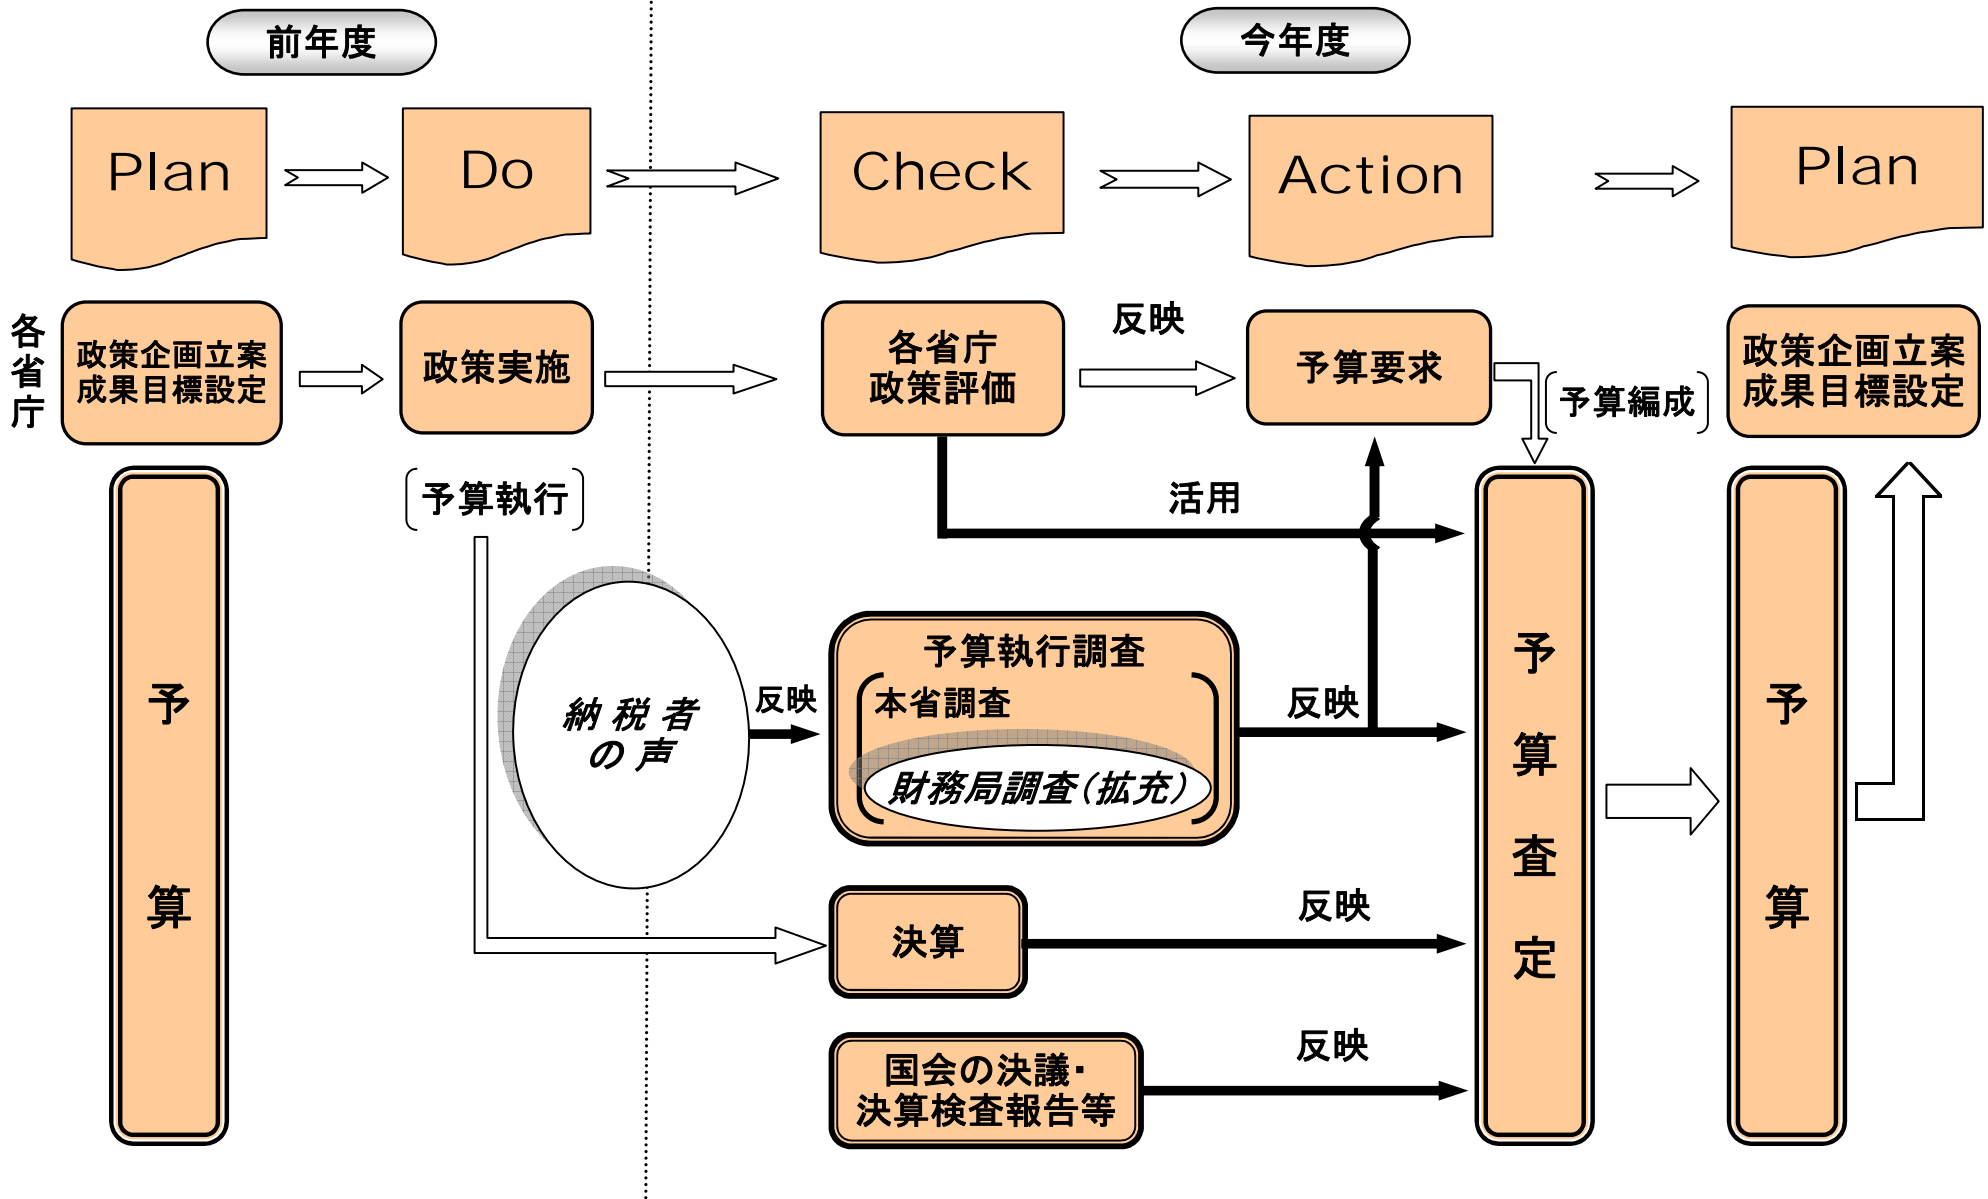 前年度
今年度
Plan
Do
Check
Action
Plan
各省庁
政策企画立案
成果目標設定
政策実施
各省庁
政策評価
反映
予算要求
予算編成
政策企画立案
成果目標設定
予算執行
活用
予算
納税者
の声
反映
予算執行調査
本省調査
財務局調査(拡充)
反映
決算
反映
国会の決議・
決算検査報告等
反映
予算査定
予算